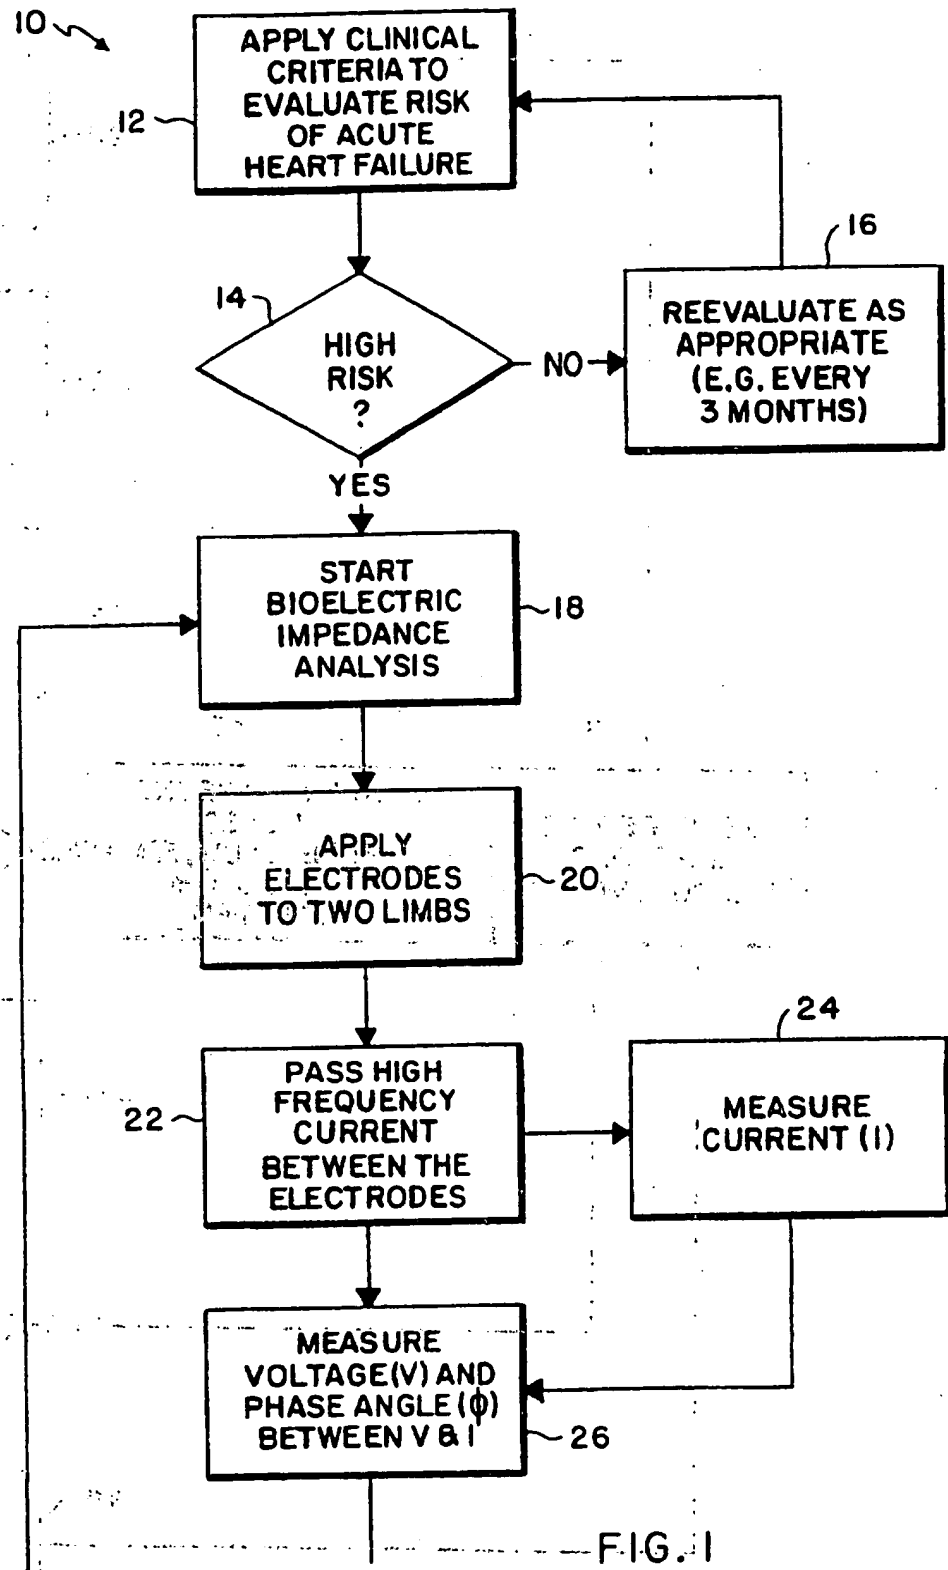 10
APPLY CLINICAL
CRITERIA TO
EVALUATE RISK
OF ACUTE
HEART FAILURE
12
16
14
HIGH
RISK
?
NO
REEVALUATE AS
APPROPRIATE
(E.G. EVERY
3 MONTHS)
YES
START
BIOELECTRIC
IMPEDANCE
ANALYSIS
18
APPLY
ELECTRODES
TO TWO LIMBS
20
24
PASS HIGH
FREQUENCY
CURRENT
BETWEEN THE
ELECTRODES
22
MEASURE
CURRENT (I)
MEASURE
VOLTAGE(V) AND
PHASE ANGLE(ϕ)
BETWEEN V & I
26
FIG. 1